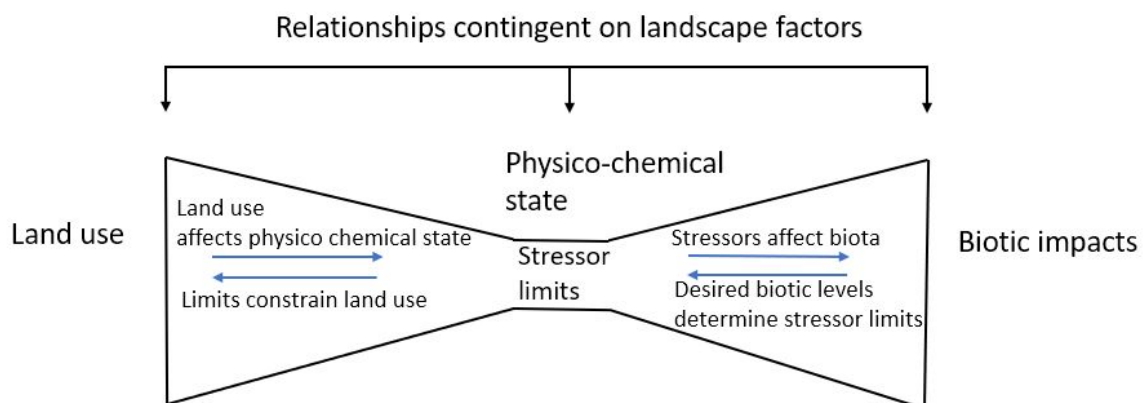 Relationships contingent on landscape factors
Physico-chemical
state
Land use
Land use
affects physico chemical state
Limits constrain land use
Stressor
limits
Stressors affect biota
Desired biotic levels
determine stressor limits
Biotic impacts